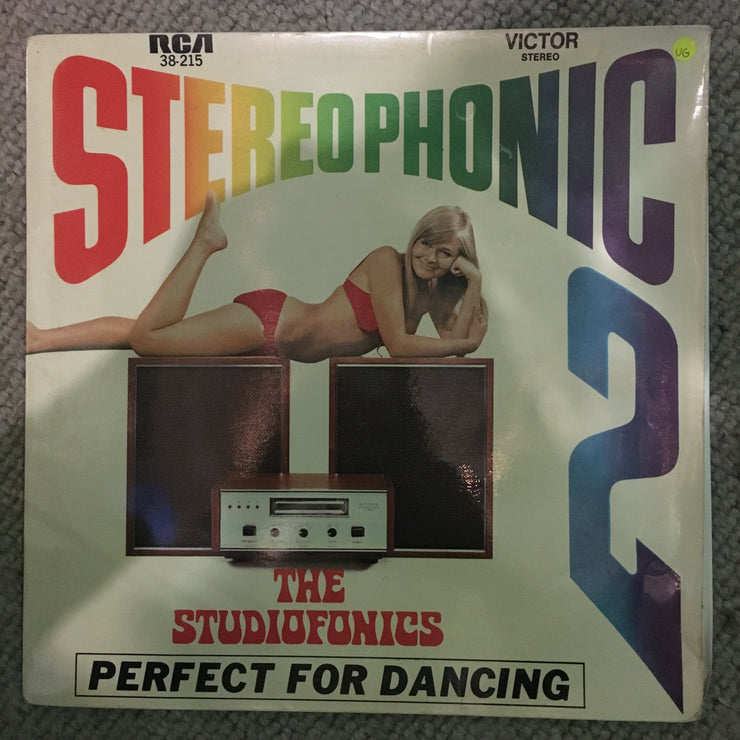 RCA VICTOR
38-215 STEREO
UG
STEREOPHONIC
2
THE
STUDIOFONICS
PERFECT FOR DANCING